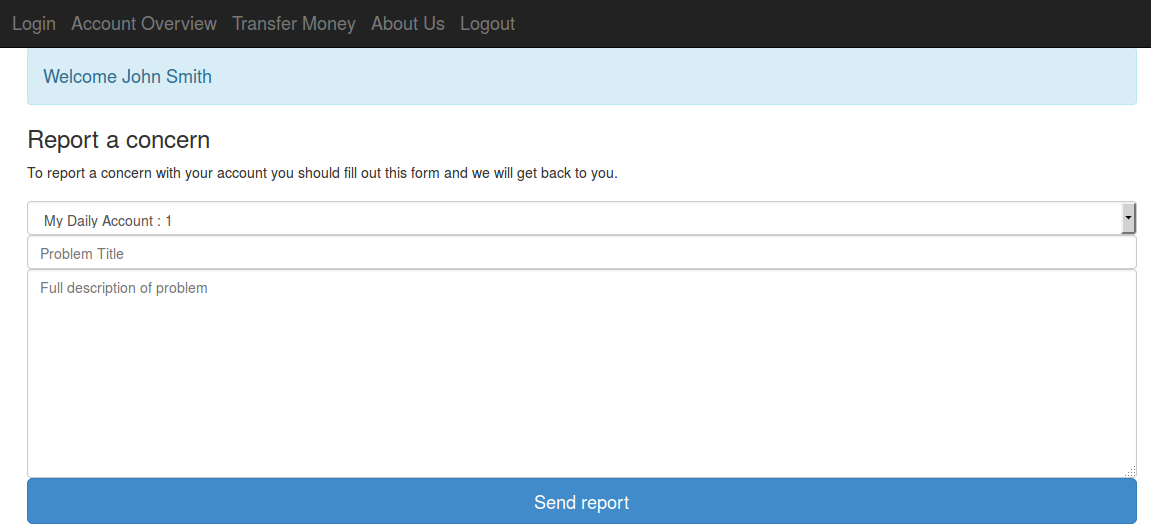 Login Account Overview Transfer Money About Us Logout
Welcome John Smith
Report a concern
To report a concern with your account you should fill out this form and we will get back to you.
My Daily Account : 1
Problem Title
Full description of problem
Send report